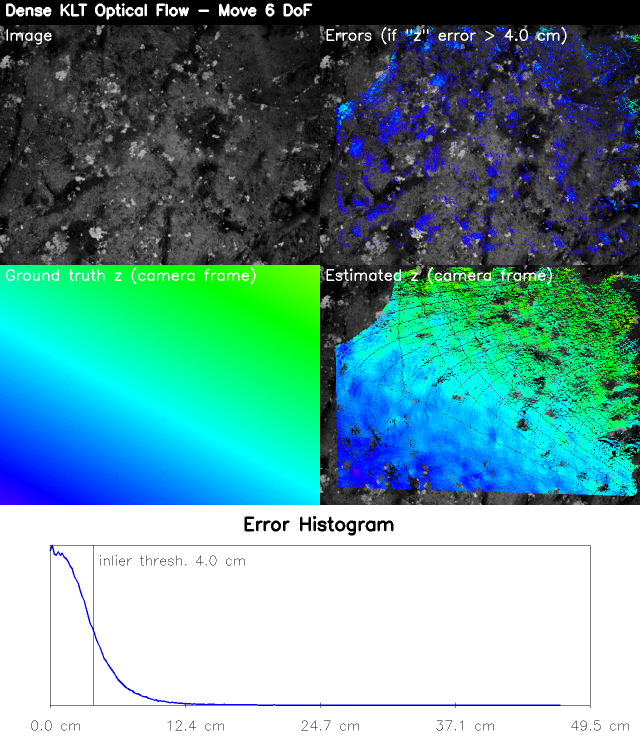 Dense KLT Optical Flow - Move 6 DoF
Image
Errors (if "z" error > 4.0 cm)
Ground truth z (camera frame)
Estimated z (camera frame)
Error Histogram
inlier thresh. 4.0 cm
0.0 cm
12.4 cm
24.7 cm
37.1 cm
49.5 cm